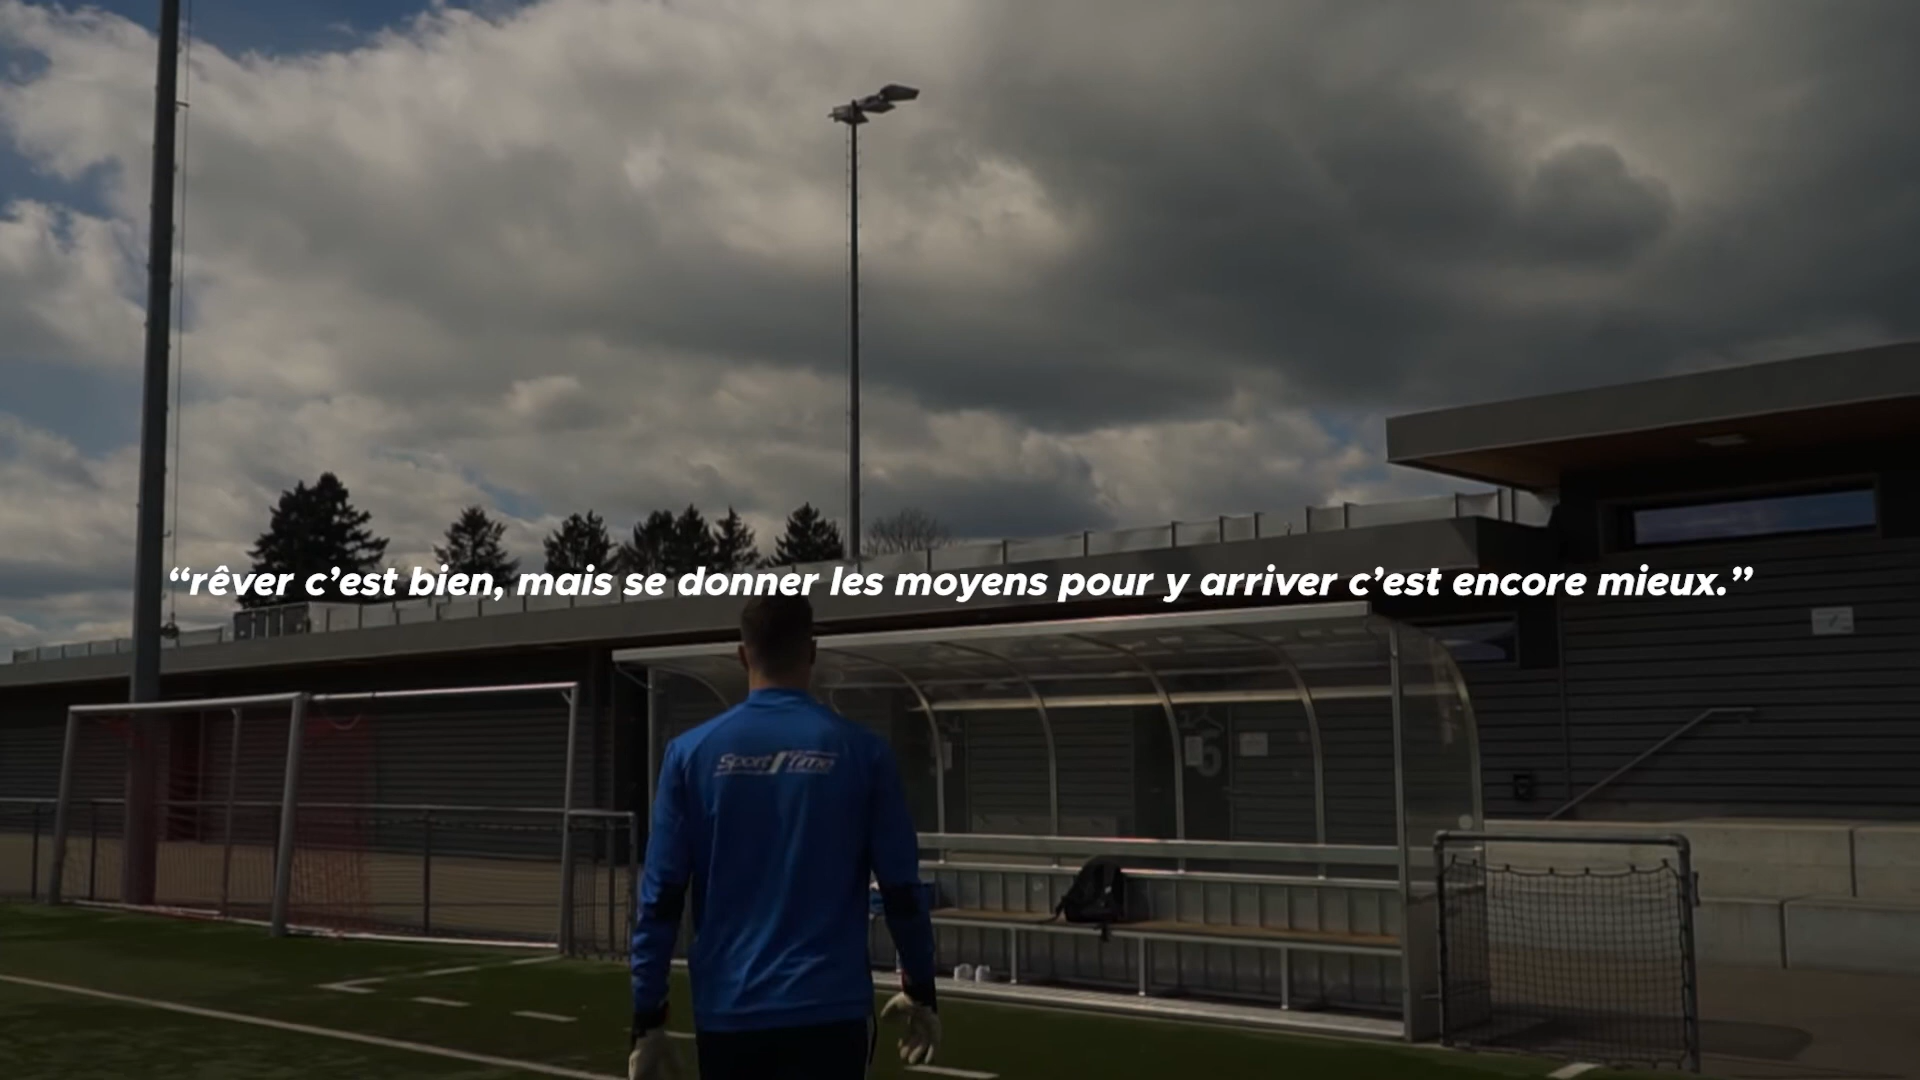 “rêver c’est bien, mais se donner les moyens pour y arriver c’est encore mieux.”
Sport Time